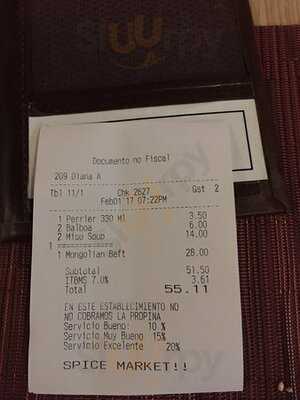 Documento no Fiscal
209 Diana A
Tbl 11/1 Chk 2627 Gst 2
Feb01'17 07:22PM
1 Perrier 330 Ml 3.50
2 Balboa 6.00
2 Miso Soup 14.00
1 =============
1 Mongolian Beft 28.00
Subtotal 51.50
ITBMS 7.0% 3.61
Total 55.11
EN ESTE ESTABLECIMIENTO NO
NO COBRAMOS LA PROPINA
Servicio Bueno: 10 %
Servicio Muy Bueno 15%
Servicio Excelente 20%
SPICE MARKET!!